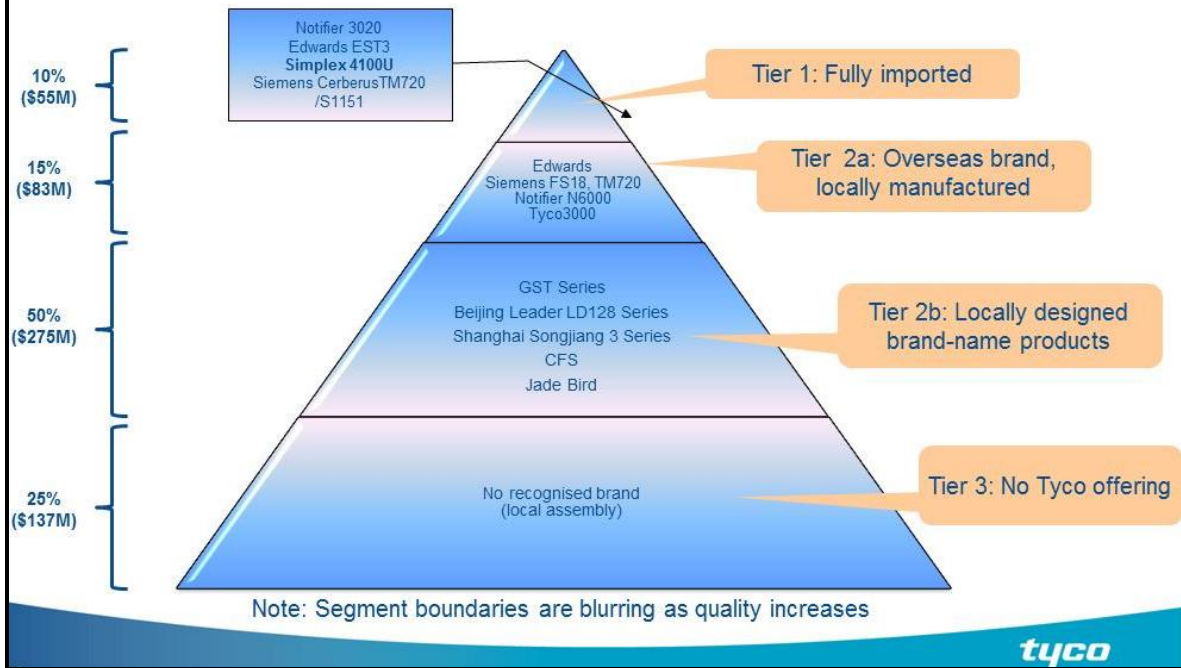 Notifier 3020
Edwards EST3
Simplex 4100U
Siemens CerberusTM720
/S1151
10%
($55M)
Tier 1: Fully imported
15%
($83M)
Edwards
Siemens FS18, TM720
Notifier N6000
Tyco3000
Tier 2a: Overseas brand,
locally manufactured
50%
($275M)
GST Series
Beijing Leader LD128 Series
Shanghai Songjiang 3 Series
CFS
Jade Bird
Tier 2b: Locally designed
brand-name products
25%
($137M)
No recognised brand
(local assembly)
Tier 3: No Tyco offering
Note: Segment boundaries are blurring as quality increases
tyco